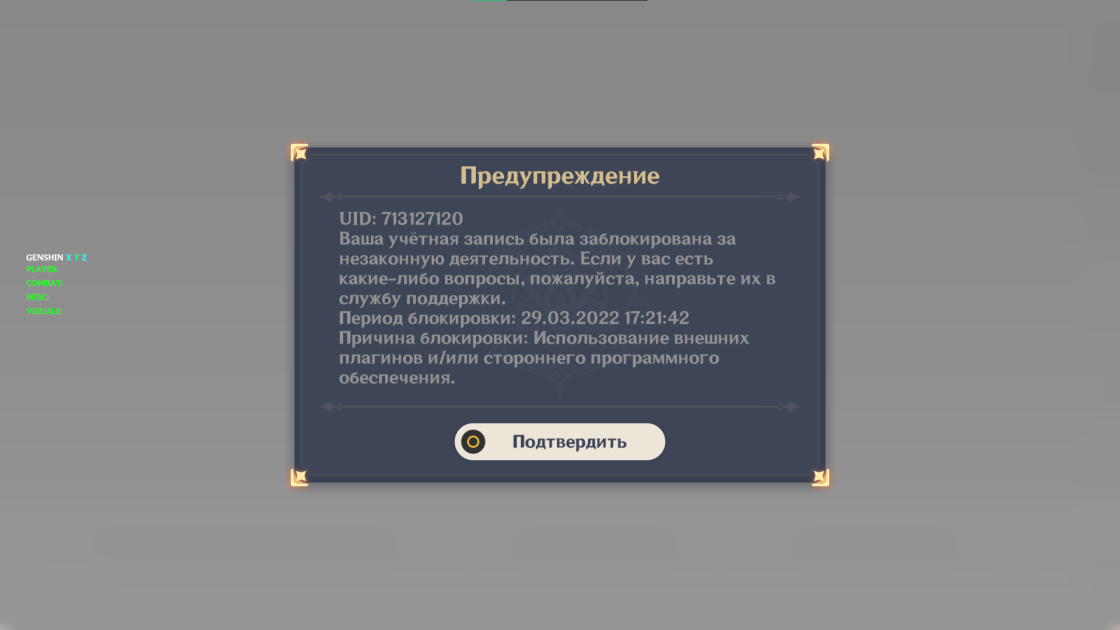 Предупреждение
UID: 713127120
Ваша учётная запись была заблокирована за
незаконную деятельность. Если у вас есть
какие-либо вопросы, пожалуйста, направьте их в
службу поддержки.
Период блокировки: 29.03.2022 17:21:42
Причина блокировки: Использование внешних
плагинов и/или стороннего программного
обеспечения.
Подтвердить
GENSHIN X Y Z
PLAYER:
COMBAT:
MISC:
VISUALS: